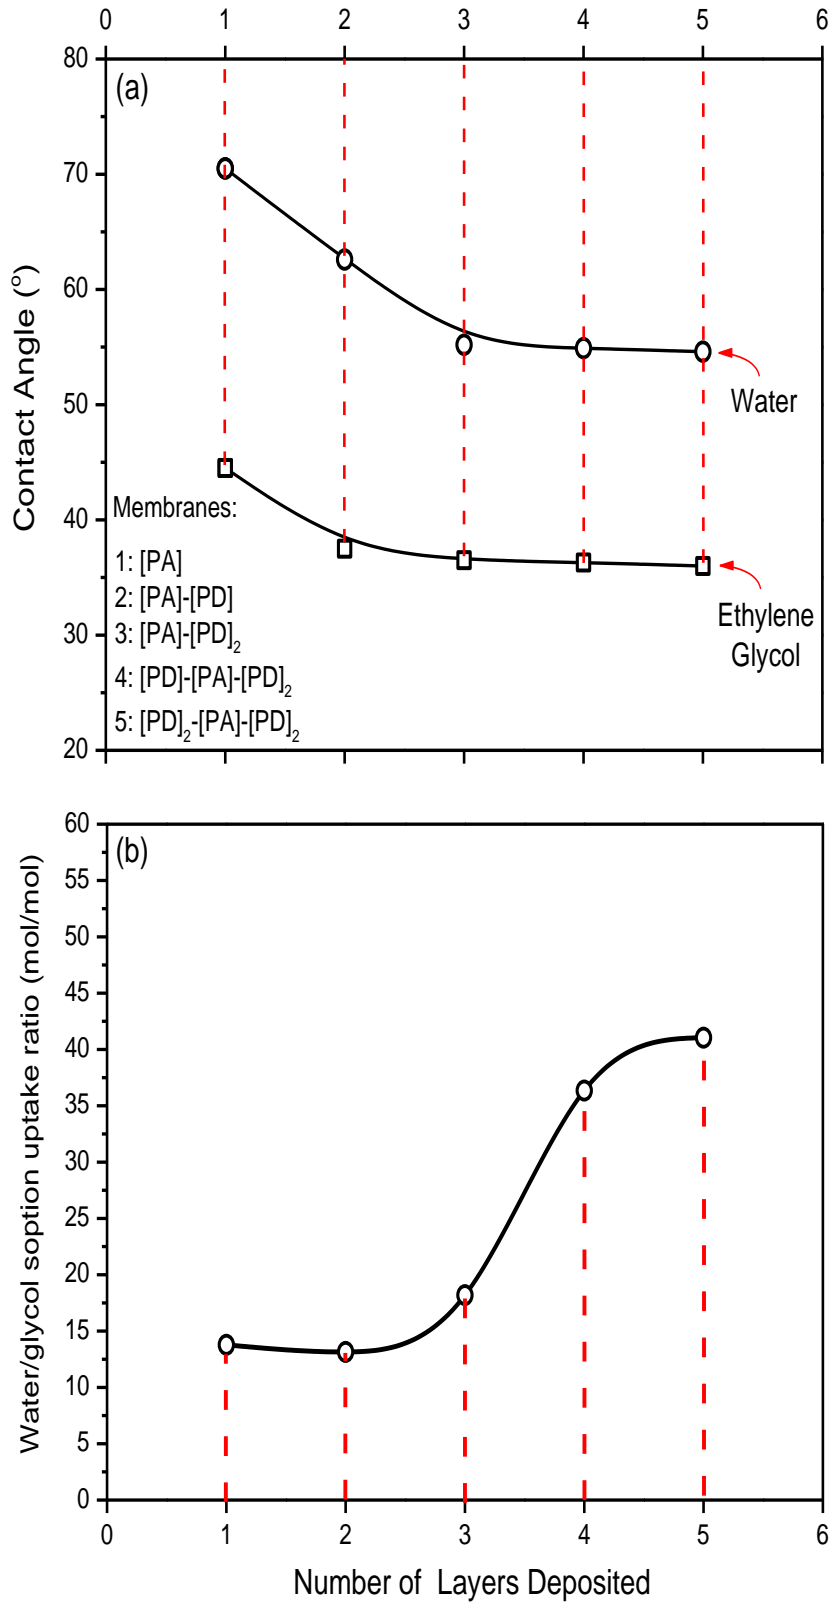 0 1 2 3 4 5 6
(a)
80
70
60
50
40
30
20
Contact Angle (°)
Water
Ethylene
Glycol
Membranes:
1: [PA]
2: [PA]-[PD]
3: [PA]-[PD]₂
4: [PD]-[PA]-[PD]₂
5: [PD]₂-[PA]-[PD]₂
(b)
60
55
50
45
40
35
30
25
20
15
10
5
0
Water/glycol soption uptake ratio (mol/mol)
0 1 2 3 4 5 6
Number of Layers Deposited